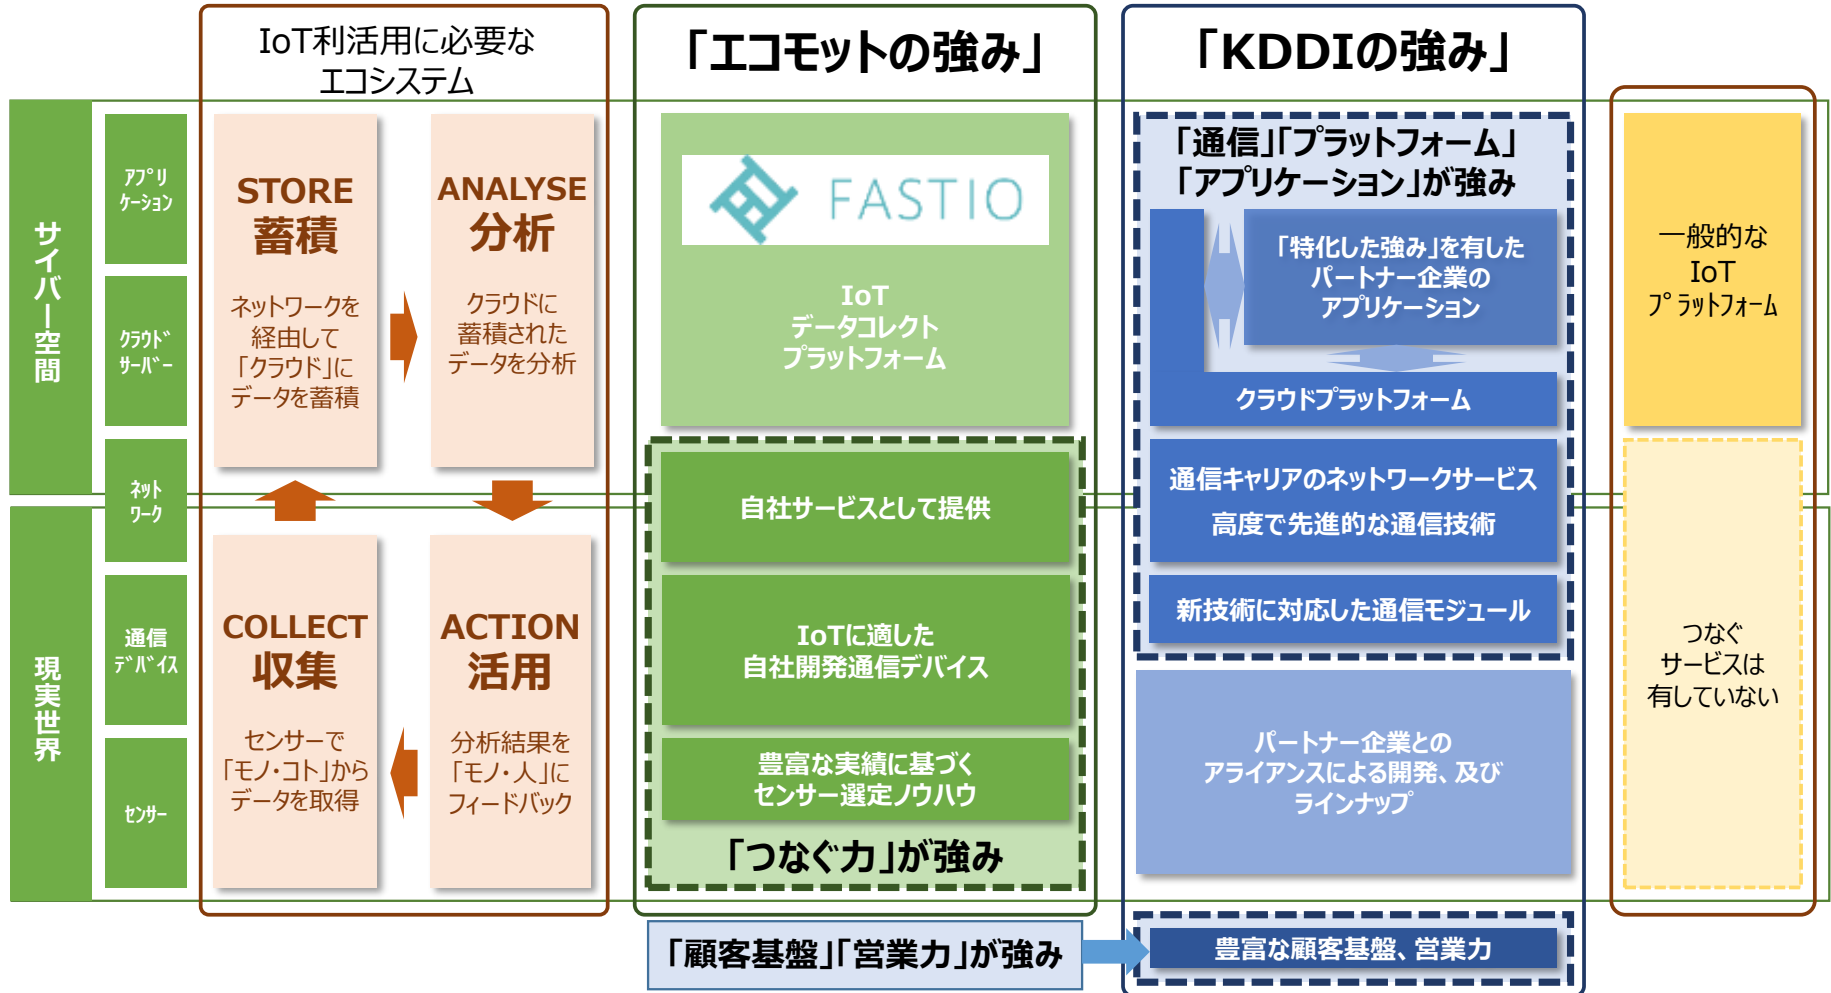 IoT利活用に必要な
エコシステム
「エコモットの強み」
「KDDIの強み」
サイバー空間
現実世界
アプリ
ケーション
クラウド
サーバー
ネット
ワーク
通信
デバイス
センサー
STORE
蓄積
ネットワークを
経由して
「クラウド」に
データを蓄積
ANALYSE
分析
クラウドに
蓄積された
データを分析
COLLECT
収集
センサーで
「モノ・コト」から
データを取得
ACTION
活用
分析結果を
「モノ・人」に
フィードバック
FASTIO
IoT
データコレクト
プラットフォーム
自社サービスとして提供
IoTに適した
自社開発通信デバイス
豊富な実績に基づく
センサー選定ノウハウ
「つなぐ力」が強み
「通信」「プラットフォーム」
「アプリケーション」が強み
「特化した強み」を有した
パートナー企業の
アプリケーション
クラウドプラットフォーム
通信キャリアのネットワークサービス
高度で先進的な通信技術
新技術に対応した通信モジュール
パートナー企業との
アライアンスによる開発、及び
ラインナップ
一般的な
IoT
プラットフォーム
つなぐ
サービスは
有していない
「顧客基盤」「営業力」が強み
豊富な顧客基盤、営業力